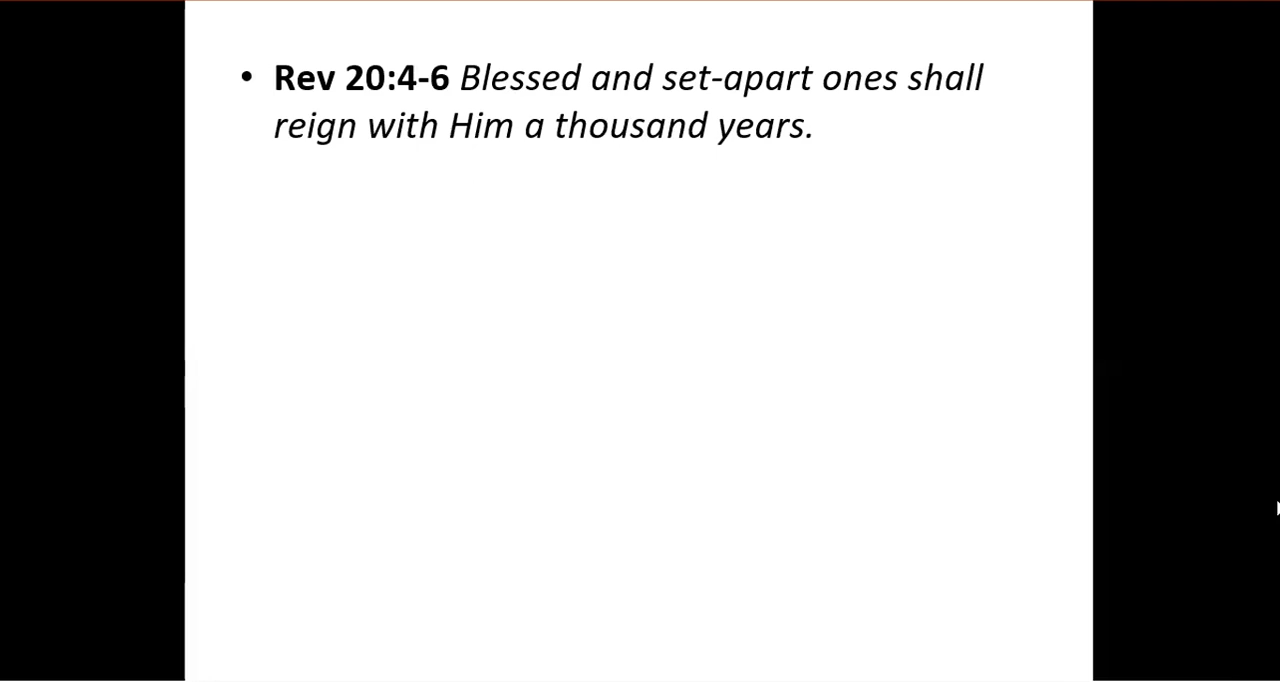 • Rev 20:4-6 Blessed and set-apart ones shall
reign with Him a thousand years.